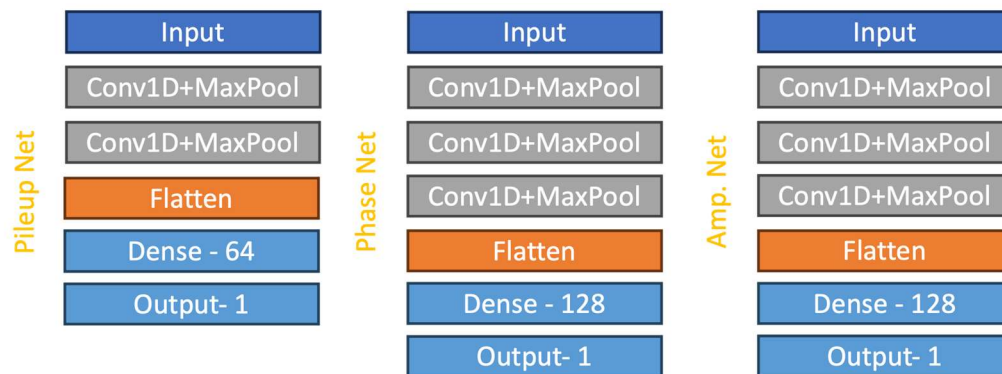 Pileup Net
Input
Conv1D+MaxPool
Conv1D+MaxPool
Flatten
Dense - 64
Output- 1
Phase Net
Input
Conv1D+MaxPool
Conv1D+MaxPool
Conv1D+MaxPool
Flatten
Dense - 128
Output- 1
Amp. Net
Input
Conv1D+MaxPool
Conv1D+MaxPool
Conv1D+MaxPool
Flatten
Dense - 128
Output- 1